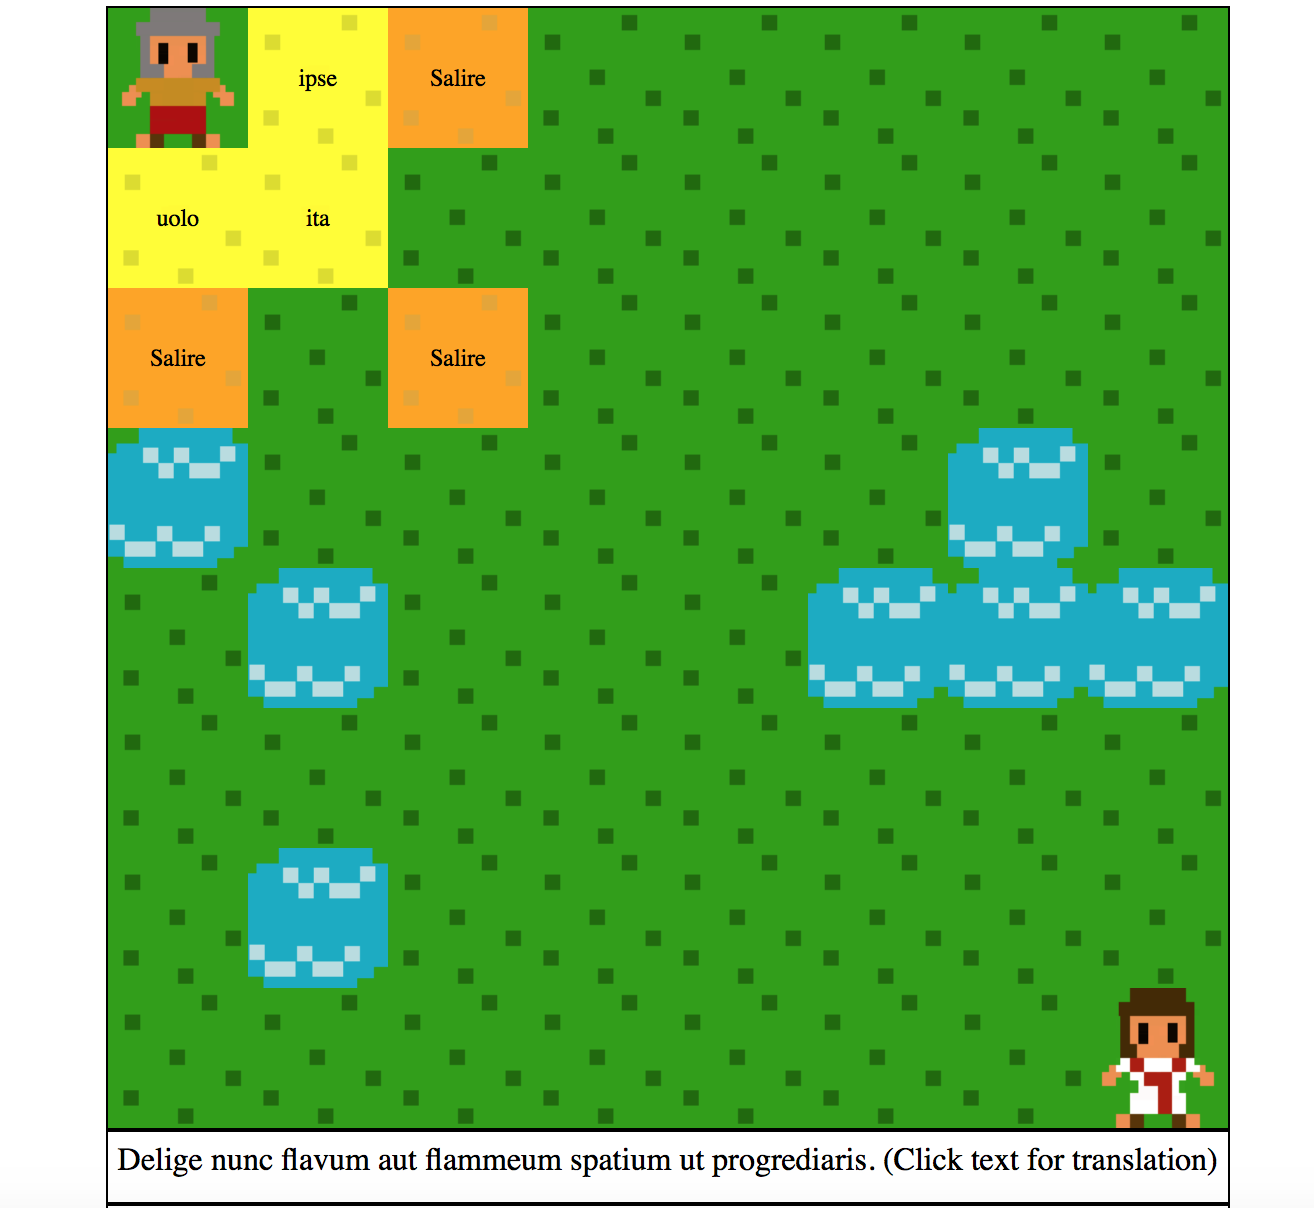 ipse Salire
uolo ita
Salire Salire
Delige nunc flavum aut flammeum spatium ut progrediaris. (Click text for translation)